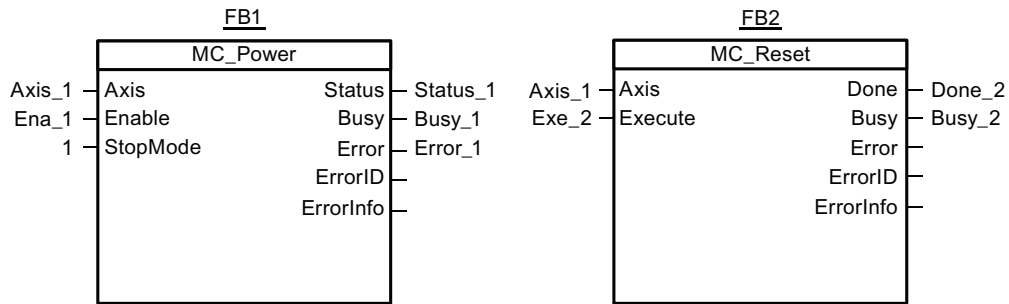 FB1
MC_Power
Axis_1 Axis Status Status_1
Ena_1 Enable Busy Busy_1
1 StopMode Error Error_1
ErrorID
ErrorInfo
FB2
MC_Reset
Axis_1 Axis Done Done_2
Exe_2 Execute Busy Busy_2
Error
ErrorID
ErrorInfo